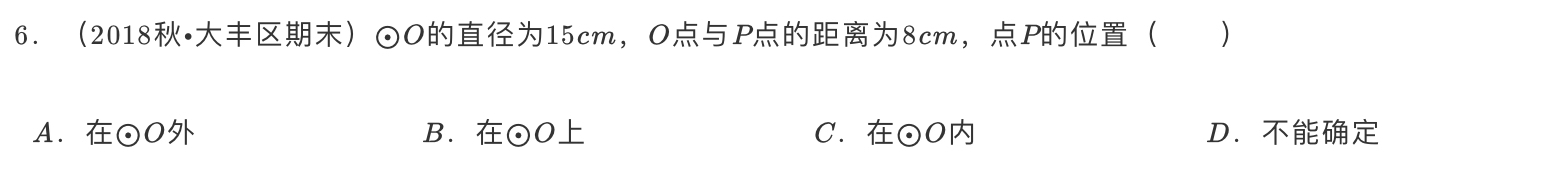 6. （2018秋•大丰区期末）⊙O的直径为15cm，O点与P点的距离为8cm，点P的位置（  ）
A. 在⊙O外 B. 在⊙O上 C. 在⊙O内 D. 不能确定